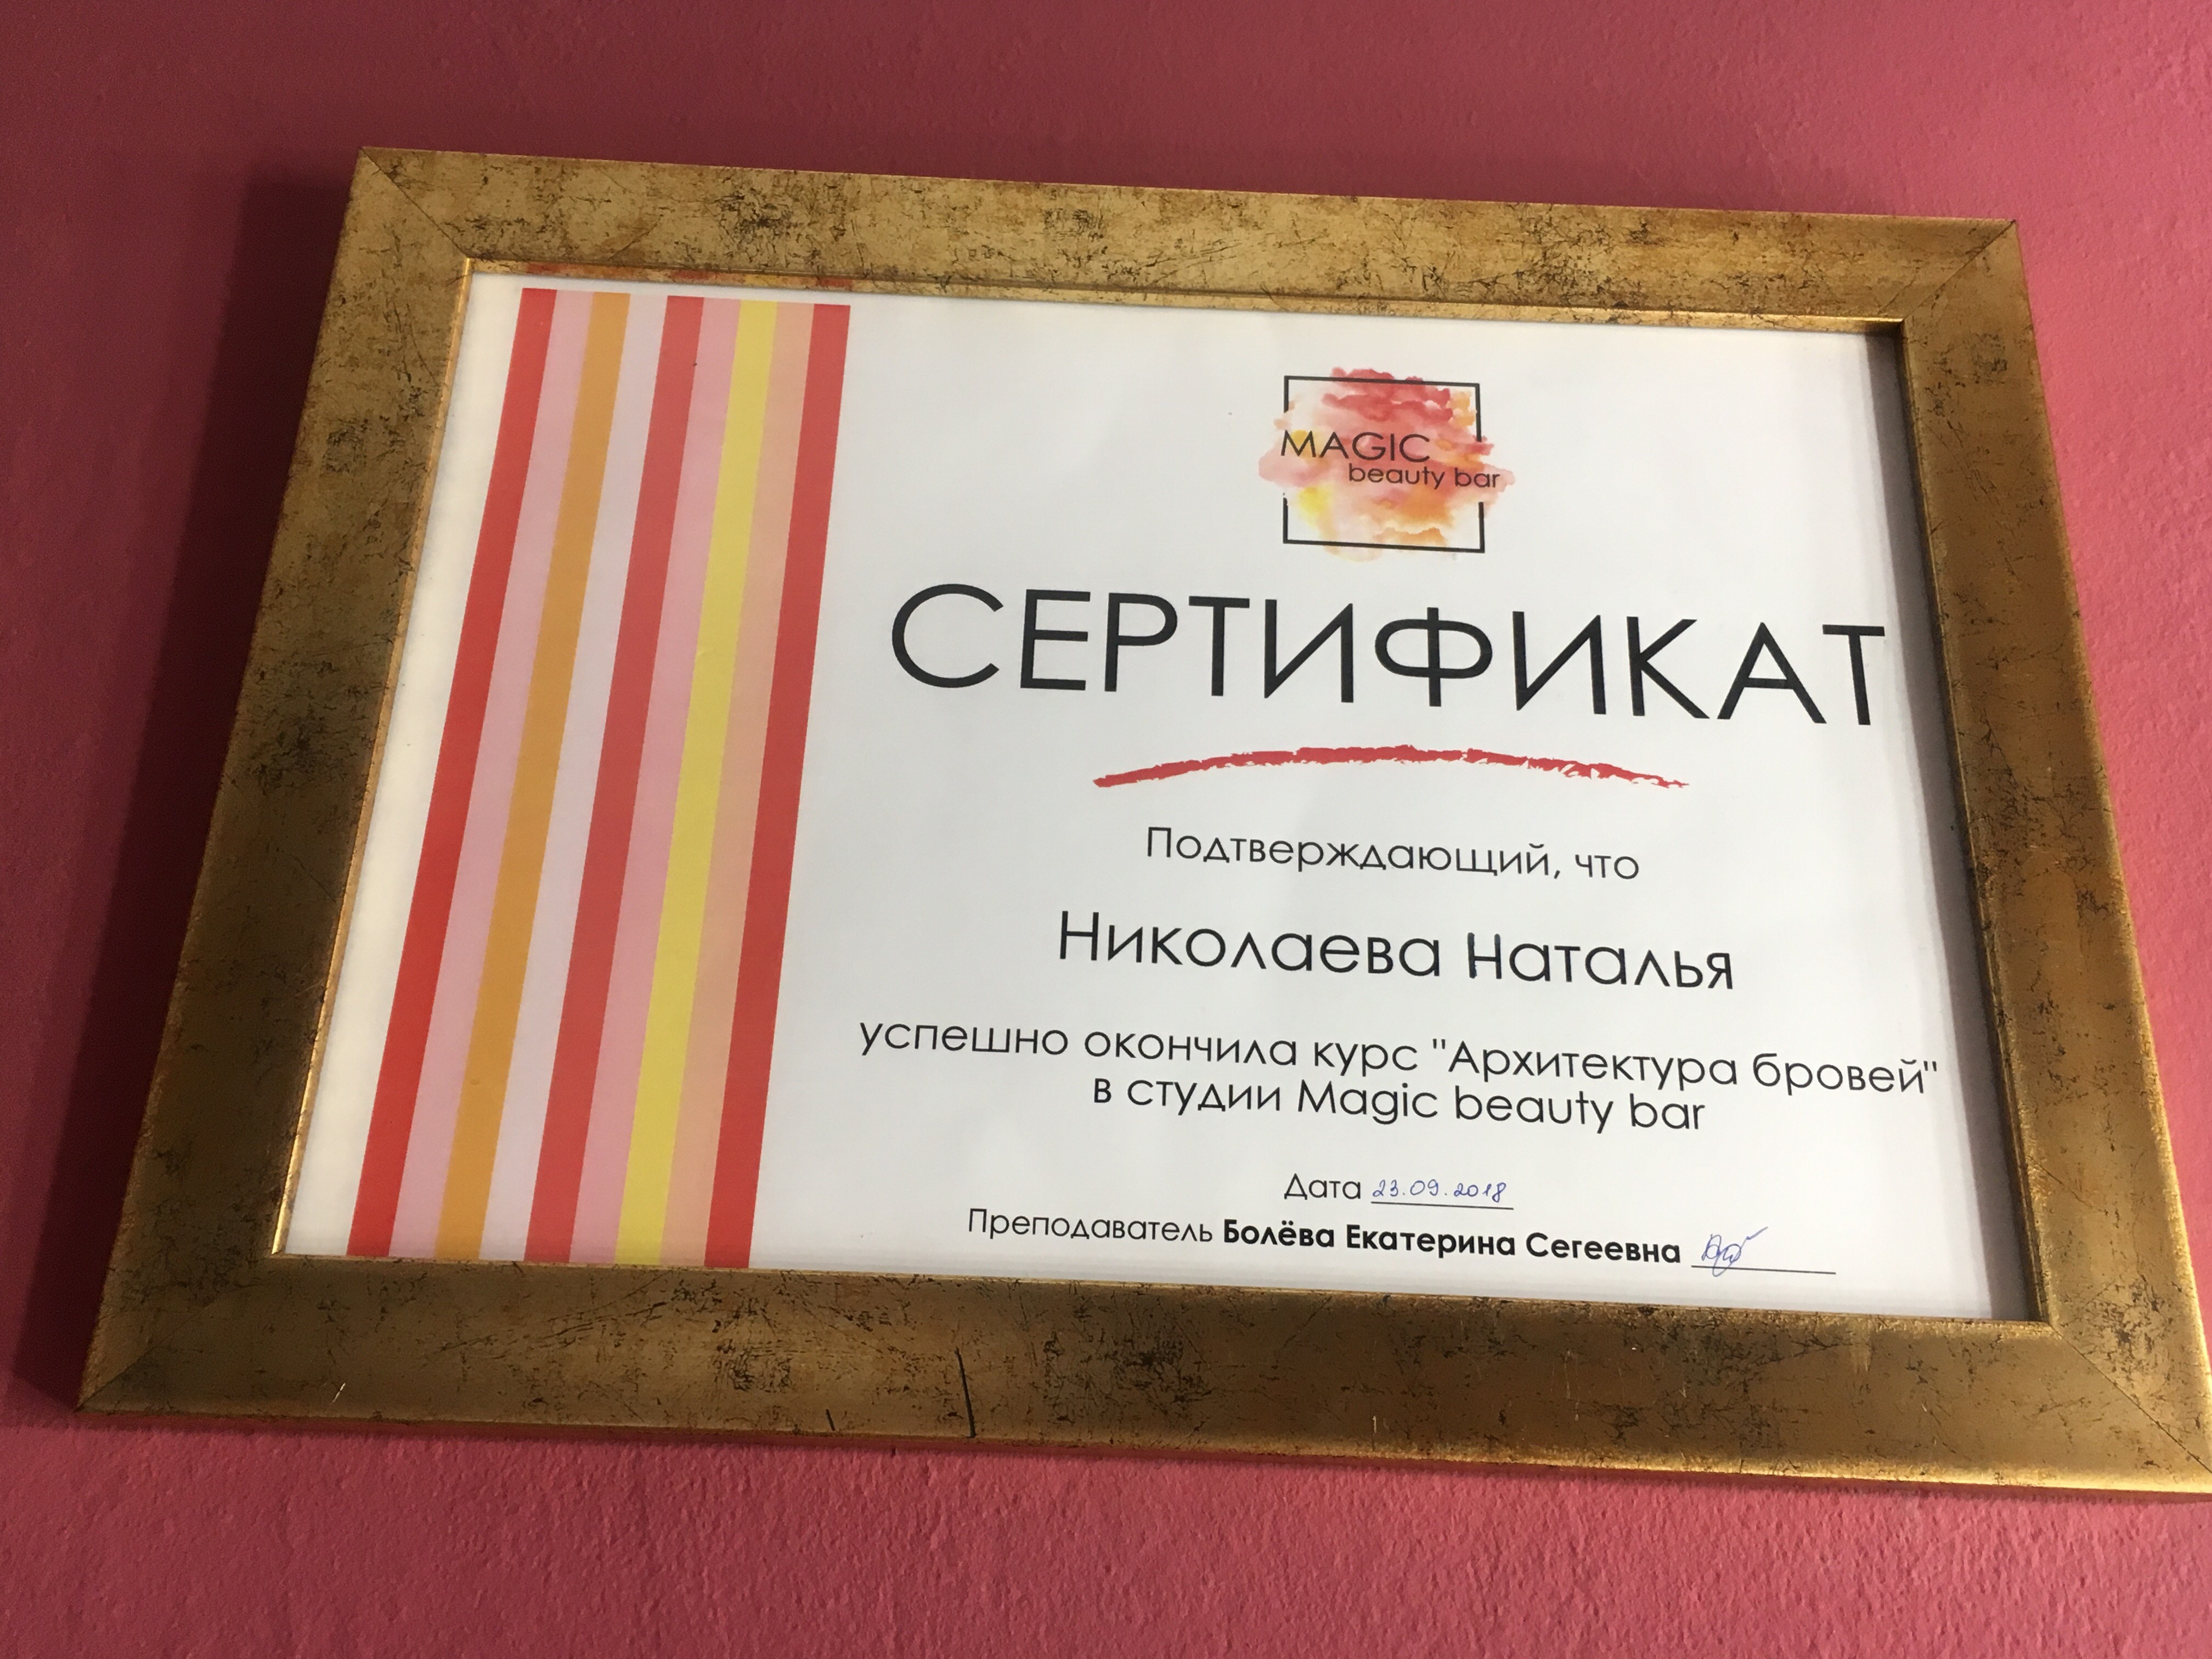 MAGIC
beauty bar
СЕРТИФИКАТ
Подтверждающий, что
Николаева Наталья
успешно окончила курс "Архитектура бровей"
в студии Magic beauty bar
Дата 23.09.2018
Преподаватель Болёва Екатерина Сегеевна